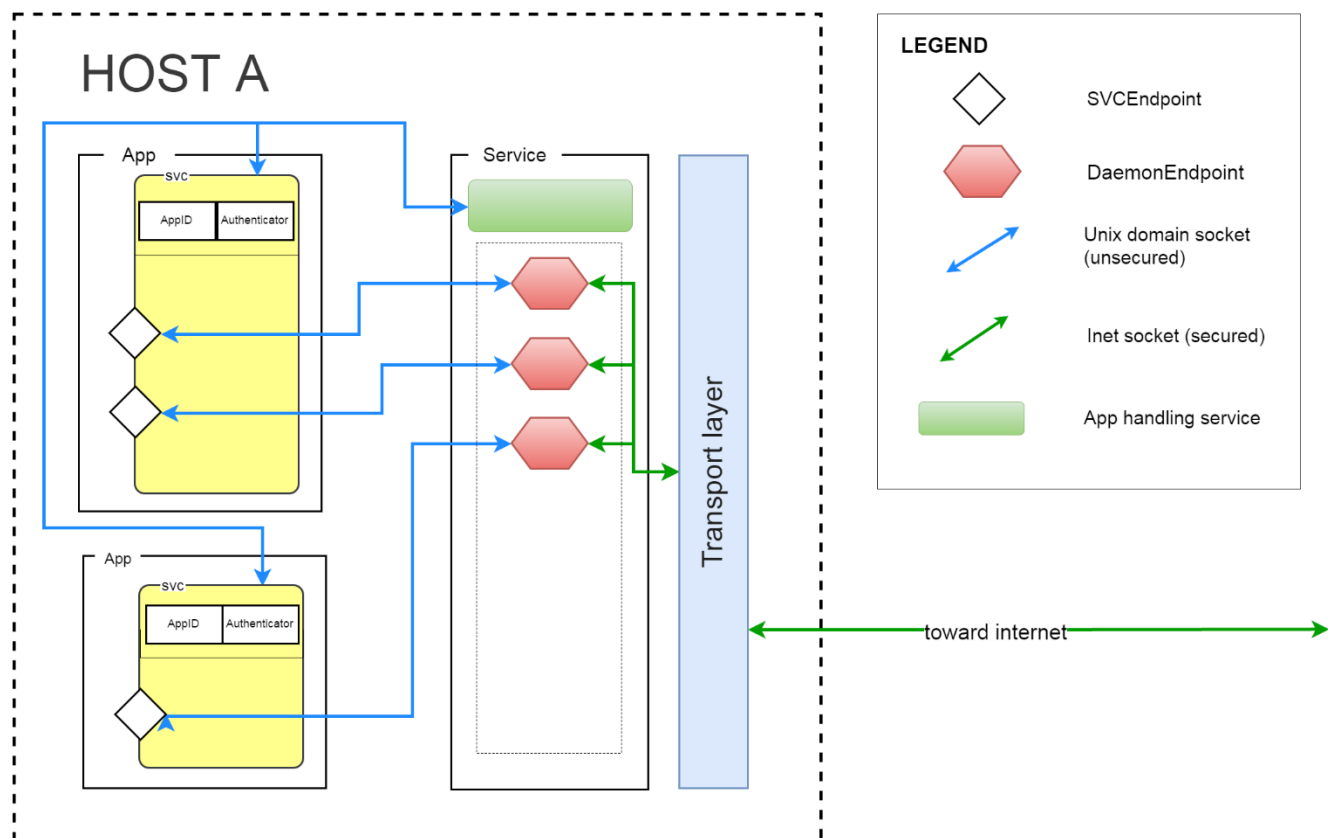 HOST A
App
svc
AppID
Authenticator
Service
App
svc
AppID
Authenticator
Transport layer
toward internet
LEGEND
SVCEndpoint
DaemonEndpoint
Unix domain socket
(unsecured)
Inet socket (secured)
App handling service